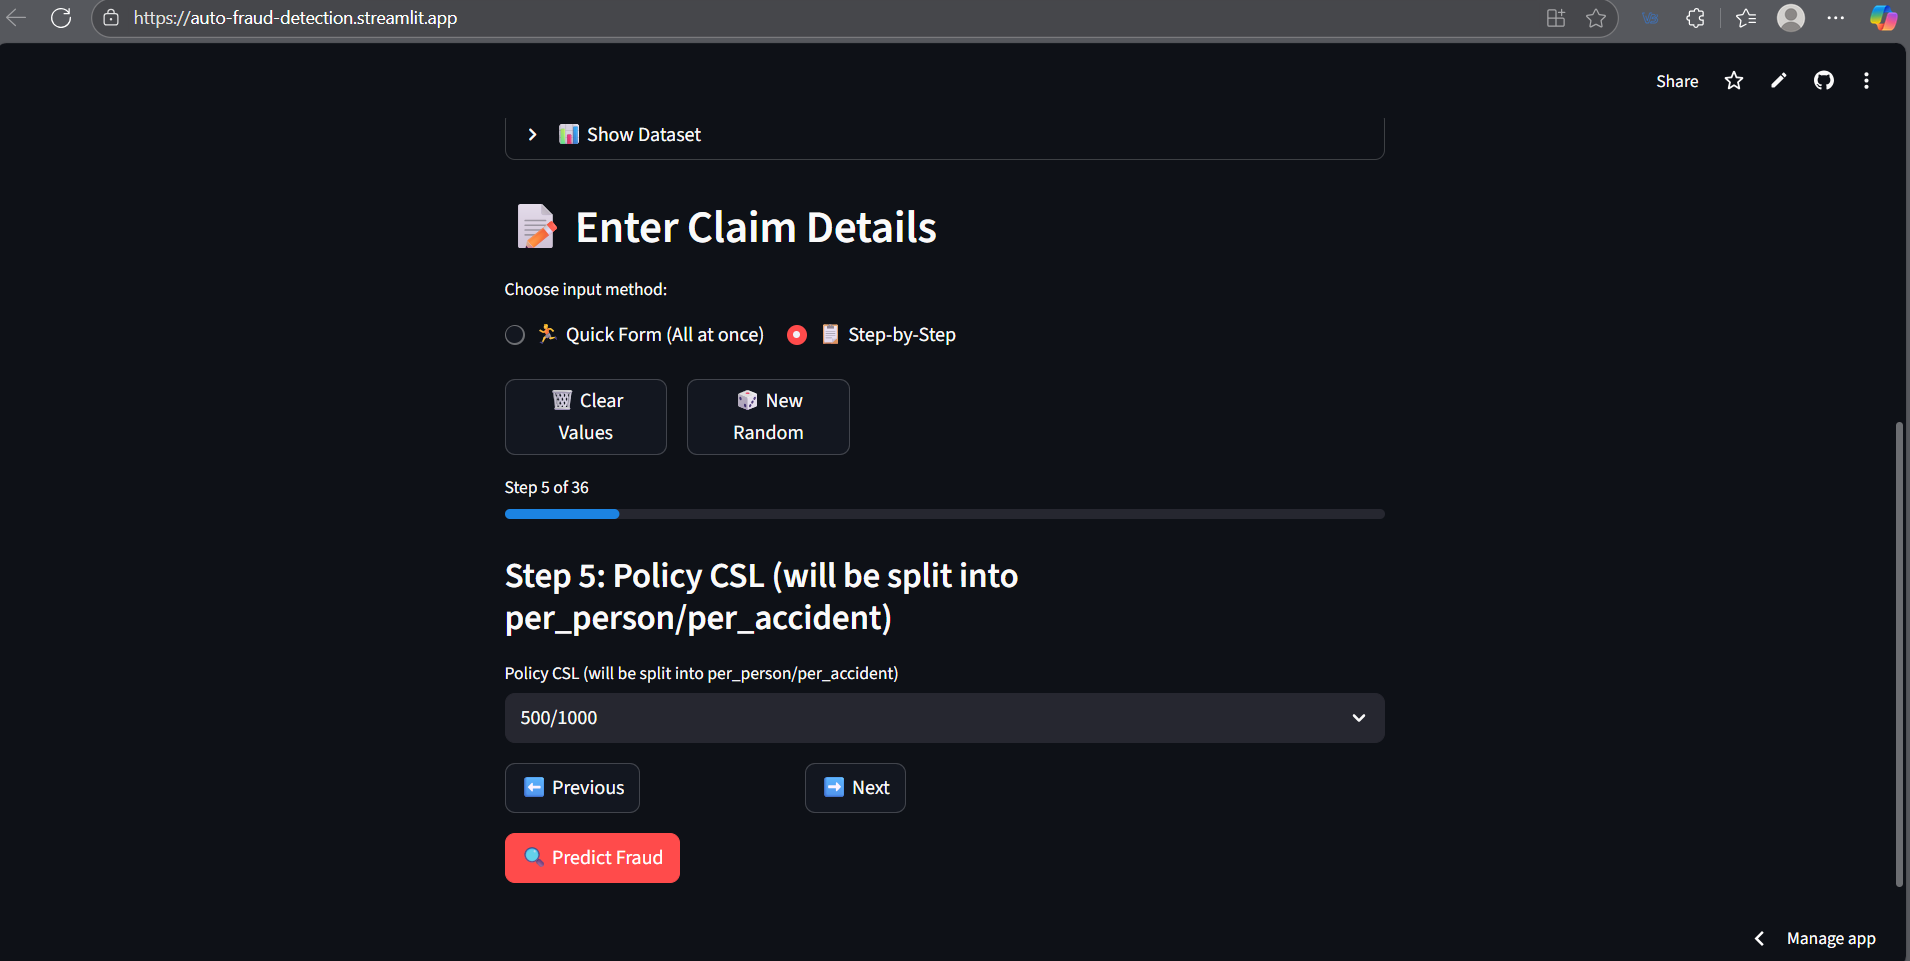 https://auto-fraud-detection.streamlit.app
Share
Show Dataset
Enter Claim Details
Choose input method:
Quick Form (All at once)
Step-by-Step
Clear
Values
New
Random
Step 5 of 36
Step 5: Policy CSL (will be split into
per_person/per_accident)
Policy CSL (will be split into per_person/per_accident)
500/1000
Previous
Next
Predict Fraud
Manage app